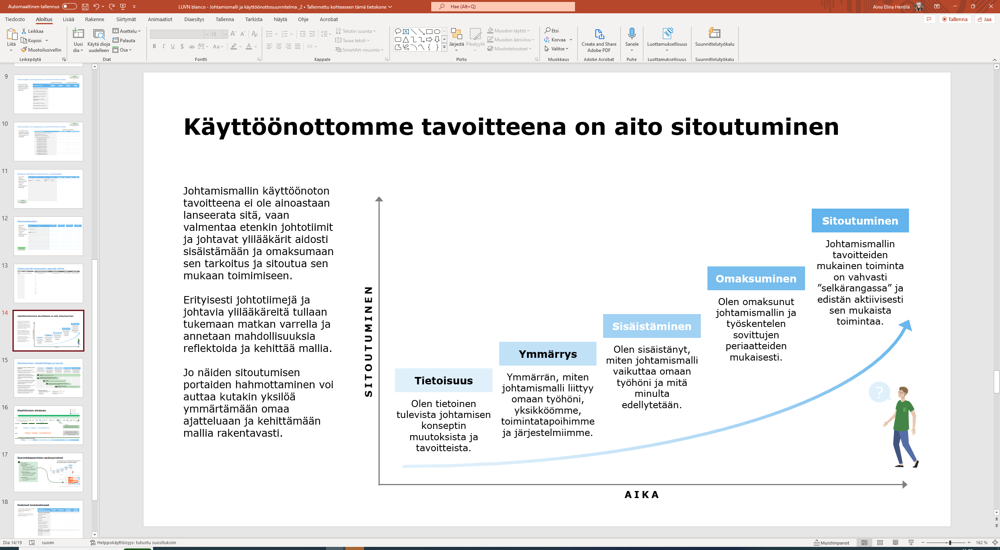 Automaattinen tallennus
LUVN blanco - Johtamismalli ja käyttöönottosuunnitelma _2 • Tallennettu kohteeseen tämä tietokone
Hae (Alt+Q)
Aino Elina Hentilä
Tiedosto Aloitus Lisää Rakenne Siirtymät Animaatiot Diaesitys Tallenna Tarkista Näytä Ohje Acrobat
Tallenna Jaa
Liitä
Leikkaa
Kopioi
Muotoilusivellin
Leikepöytä
Uusi dia
Käytä dioja uudelleen
Asettelu
Palauta
Osa
Diat
18
Fontti
Tekstin suunta
Tasaa teksti
SmartArt-muunto
Kappale
Järjestä
Pikatyylit
Muodon täyttö
Muodon ääriviiva
Muototehosteet
Piirto
Etsi
Korvaa
Valitse
Muokkaus
Create and Share
Adobe PDF
Adobe Acrobat
Sanele
Puhe
Luottamuksellisuus
Luottamuksellisuus
Suunnittelutyökalu
Suunnittelutyökalu
9
Vastuunjako strategisella ja operatiivisella tasolla
10
Vastuunjako strategisella ja operatiivisella tasolla
11
12
Kokouskalenteri
13
Johtoryhmän kokousten agenda-aihiot
14
Käyttöönottomme tavoitteena on aito sitoutuminen
15
Sitoutumisen mahdollistajat ja keinot
16
Käyttöönoton aikataulu
17
Seurantatapaamisten apukysymykset
18
Keskeiset koulutustarpeet
Käyttöönottomme tavoitteena on aito sitoutuminen
Johtamismallin käyttöönoton
tavoitteena ei ole ainoastaan
lanseerata sitä, vaan
valmentaa etenkin johtotiimit
ja johtavat ylilääkärit aidosti
sisäistämään ja omaksumaan
sen tarkoitus ja sitoutua sen
mukaan toimimiseen.
Erityisesti johtotiimejä ja
johtavia ylilääkäreitä tullaan
tukemaan matkan varrella ja
annetaan mahdollisuuksia
reflektoida ja kehittää mallia.
Jo näiden sitoutumisen
portaiden hahmottaminen voi
auttaa kutakin yksilöä
ymmärtämään omaa
ajatteluaan ja kehittämään
mallia rakentavasti.
SITOUTUMINEN
Tietoisuus
Olen tietoinen
tulevista johtamisen
konseptin
muutoksista ja
tavoitteista.
Ymmärrys
Ymmärrän, miten
johtamismalli liittyy
omaan työhöni,
yksikköömme,
toimintatapoihimme
ja järjestelmiimme.
Sisäistäminen
Olen sisäistänyt,
miten johtamismalli
vaikuttaa omaan
työhöni ja mitä
minulta
edellytetään.
Omaksuminen
Olen omaksunut
johtamismallin ja
työskentelen
sovittujen
periaatteiden
mukaisesti.
Sitoutuminen
Johtamismallin
tavoitteiden
mukainen toiminta
on vahvasti
”selkärangassa” ja
edistän aktiivisesti
sen mukaista
toimintaa.
?
AIKA
Dia 14/19
suomi
Helppokäyttöisyys: tutustu suosituksiin
Muistiinpanot
162 %